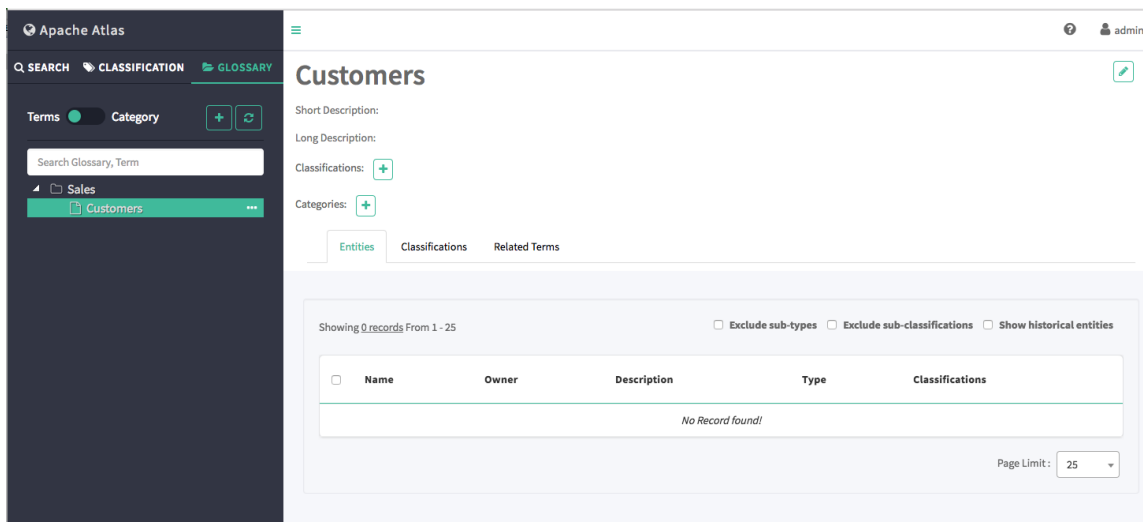 Apache Atlas
admin
SEARCH CLASSIFICATION GLOSSARY
Terms Category
Search Glossary, Term
Sales
Customers
Customers
Short Description:
Long Description:
Classifications:
Categories:
Entities Classifications Related Terms
Showing 0 records From 1 - 25
Exclude sub-types Exclude sub-classifications Show historical entities
Name Owner Description Type Classifications
No Record found!
Page Limit : 25